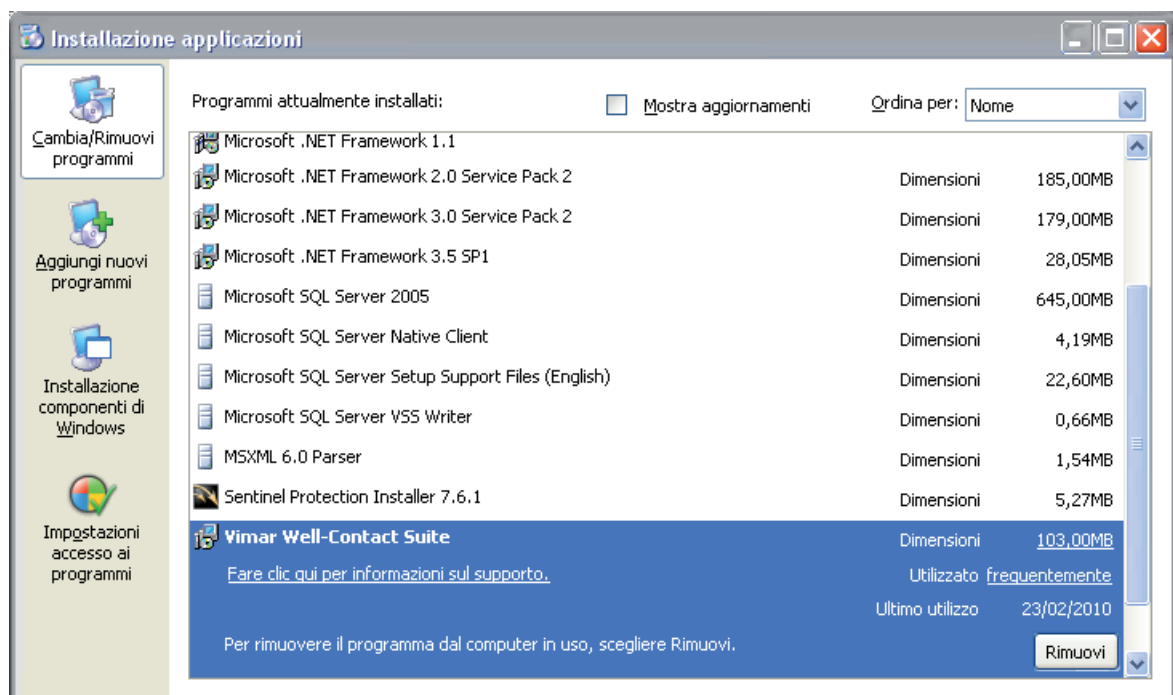 Installazione applicazioni
Cambia/Rimuovi
programmi
Aggiungi nuovi
programmi
Installazione
componenti di
Windows
Impostazioni
accesso ai
programmi
Programmi attualmente installati:
Mostra aggiornamenti
Ordina per: Nome
Microsoft .NET Framework 1.1
Microsoft .NET Framework 2.0 Service Pack 2 Dimensioni 185,00MB
Microsoft .NET Framework 3.0 Service Pack 2 Dimensioni 179,00MB
Microsoft .NET Framework 3.5 SP1 Dimensioni 28,05MB
Microsoft SQL Server 2005 Dimensioni 645,00MB
Microsoft SQL Server Native Client Dimensioni 4,19MB
Microsoft SQL Server Setup Support Files (English) Dimensioni 22,60MB
Microsoft SQL Server VSS Writer Dimensioni 0,66MB
MSXML 6.0 Parser Dimensioni 1,54MB
Sentinel Protection Installer 7.6.1 Dimensioni 5,27MB
Vimar Well-Contact Suite Dimensioni 103,00MB
Fare clic qui per informazioni sul supporto. Utilizzato frequentemente
Ultimo utilizzo 23/02/2010
Per rimuovere il programma dal computer in uso, scegliere Rimuovi. Rimuovi